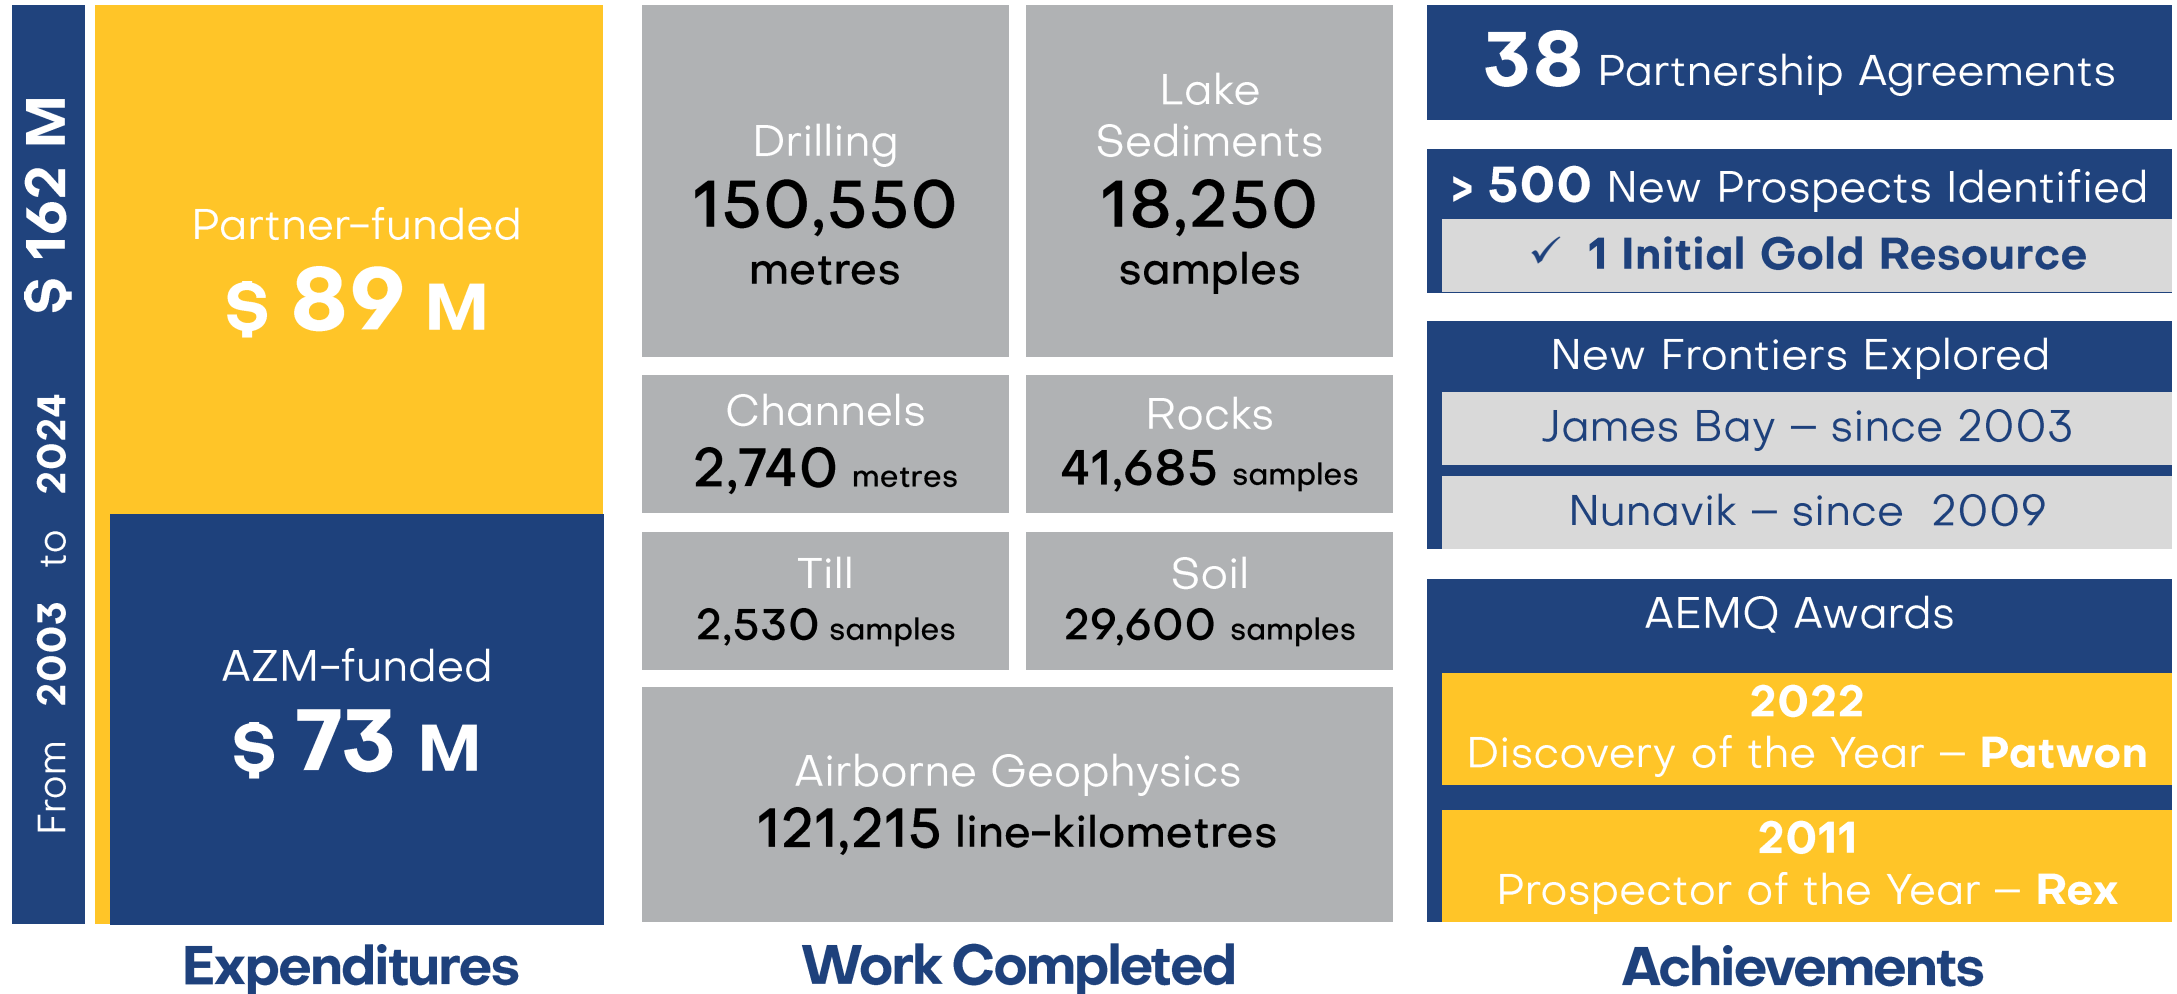 From 2003 to 2024 $ 162 M
Partner-funded
$ 89 M
AZM-funded
$ 73 M
Expenditures
Drilling
150,550
metres
Lake
Sediments
18,250
samples
Channels
2,740 metres
Rocks
41,685 samples
Till
2,530 samples
Soil
29,600 samples
Airborne Geophysics
121,215 line-kilometres
Work Completed
38 Partnership Agreements
> 500 New Prospects Identified
✓ 1 Initial Gold Resource
New Frontiers Explored
James Bay – since 2003
Nunavik – since 2009
AEMQ Awards
2022
Discovery of the Year – Patwon
2011
Prospector of the Year – Rex
Achievements